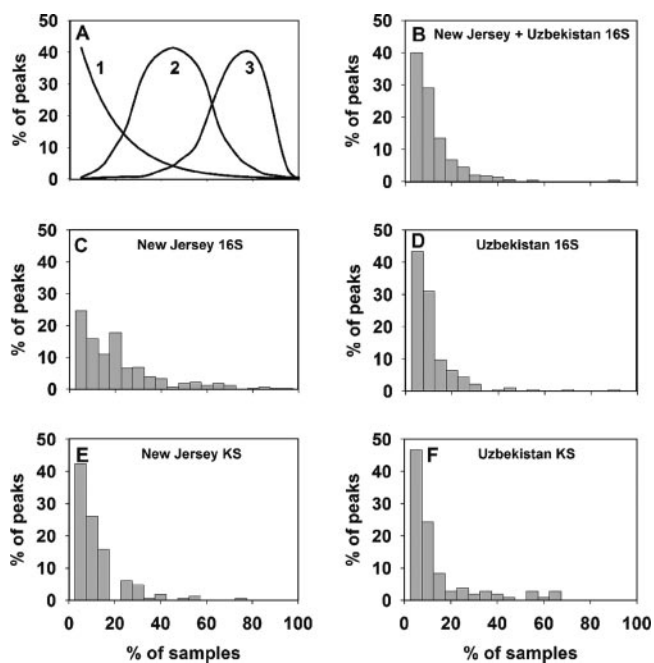 A
1 2 3
50
40
30
20
10
0
% of peaks
B New Jersey + Uzbekistan 16S
50
40
30
20
10
0
% of peaks
C New Jersey 16S
50
40
30
20
10
0
% of peaks
D Uzbekistan 16S
50
40
30
20
10
0
% of peaks
E New Jersey KS
50
40
30
20
10
0
% of peaks
0 20 40 60 80 100
% of samples
F Uzbekistan KS
50
40
30
20
10
0
% of peaks
0 20 40 60 80 100
% of samples